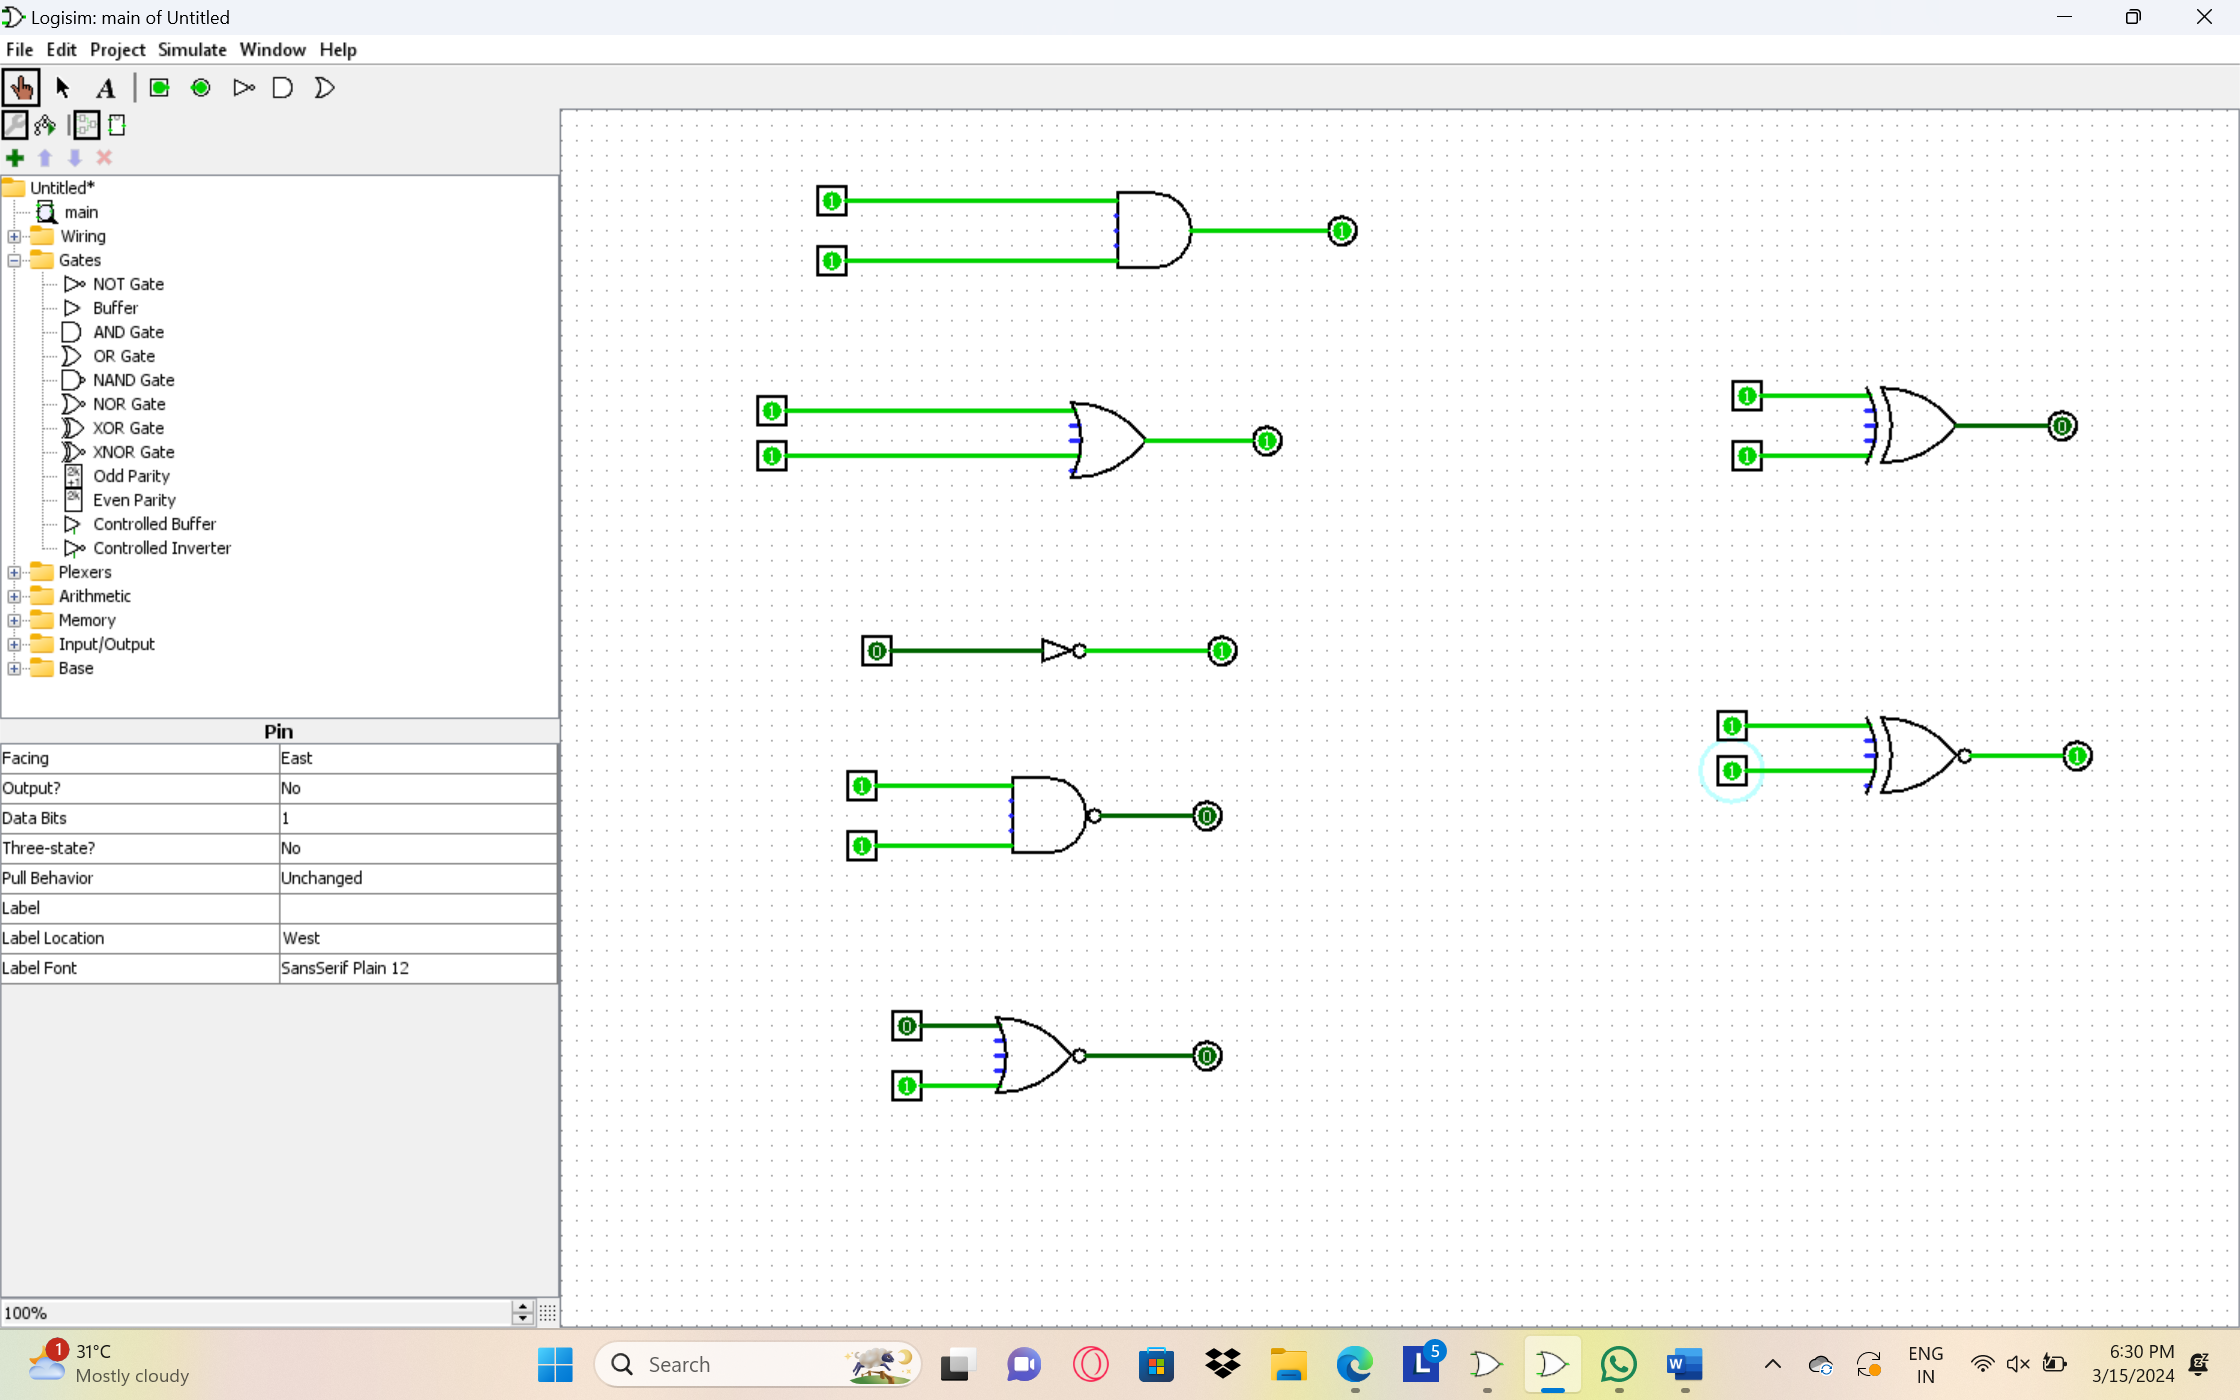 Logisim: main of Untitled
File Edit Project Simulate Window Help
A
Untitled*
main
Wiring
Gates
NOT Gate
Buffer
AND Gate
OR Gate
NAND Gate
NOR Gate
XOR Gate
XNOR Gate
2k+1 Odd Parity
2k Even Parity
Controlled Buffer
Controlled Inverter
Plexers
Arithmetic
Memory
Input/Output
Base
Pin
Facing East
Output? No
Data Bits 1
Three-state? No
Pull Behavior Unchanged
Label
Label Location West
Label Font SansSerif Plain 12
100%
1
1
1
1
1
1
1
1
0
0
1
1
1
0
1
1
1
0
1
0
1 31°C
Mostly cloudy
Search
L 5
W
ENG
IN
6:30 PM
3/15/2024